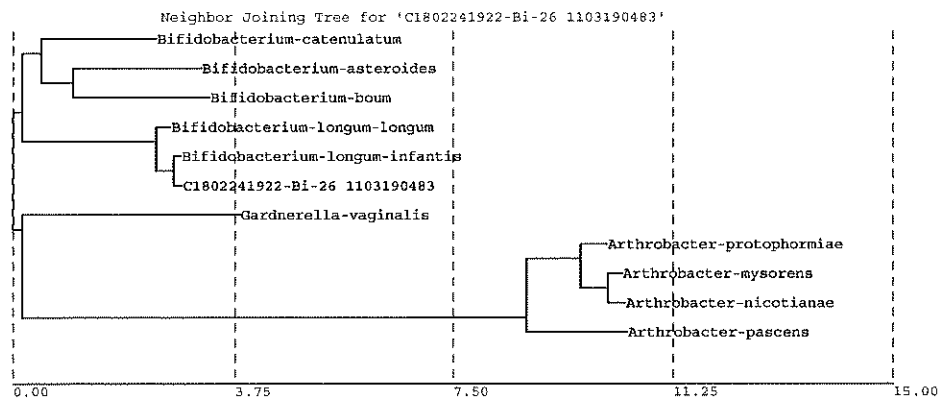 Neighbor Joining Tree for 'C1802241922-Bi-26 1103190483'
Bifidobacterium-catenulatum
Bifidobacterium-asteroides
Bifidobacterium-boum
Bifidobacterium-longum-longum
Bifidobacterium-longum-infantis
C1802241922-Bi-26 1103190483
Gardnerella-vaginalis
Arthrobacter-protophormiae
Arthrobacter-mysorens
Arthrobacter-nicotianae
Arthrobacter-pascens
0.00 3.75 7.50 11.25 15.00